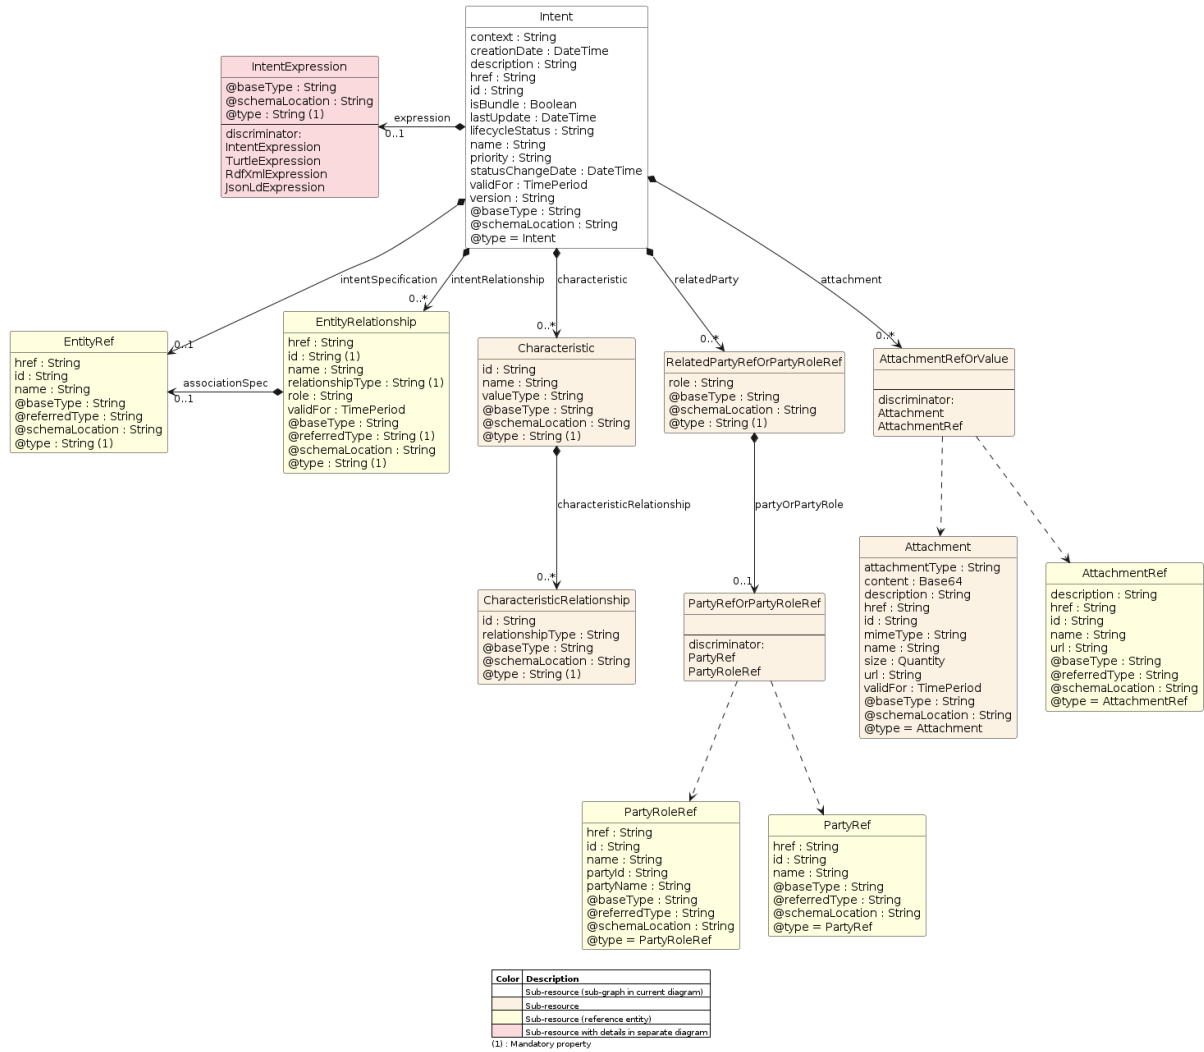 Intent
context : String
creationDate : DateTime
description : String
href : String
id : String
isBundle : Boolean
lastUpdate : DateTime
lifecycleStatus : String
name : String
priority : String
statusChangeDate : DateTime
validFor : TimePeriod
version : String
@baseType : String
@schemaLocation : String
@type = Intent
IntentExpression
@baseType : String
@schemaLocation : String
@type : String (1)
discriminator:
IntentExpression
TurtleExpression
RdfXmlExpression
JsonLdExpression
expression
0..1
intentSpecification
0..1
intentRelationship
0..*
characteristic
0..*
relatedParty
0..*
attachment
0..*
EntityRef
href : String
id : String
name : String
@baseType : String
@referredType : String
@schemaLocation : String
@type : String (1)
associationSpec
0..1
EntityRelationship
href : String
id : String (1)
name : String
relationshipType : String (1)
role : String
validFor : TimePeriod
@baseType : String
@referredType : String (1)
@schemaLocation : String
@type : String (1)
Characteristic
id : String
name : String
valueType : String
@baseType : String
@schemaLocation : String
@type : String (1)
RelatedPartyRefOrPartyRoleRef
role : String
@baseType : String
@schemaLocation : String
@type : String (1)
AttachmentRefOrValue
discriminator:
Attachment
AttachmentRef
characteristicRelationship
0..*
partyOrPartyRole
0..1
CharacteristicRelationship
id : String
relationshipType : String
@baseType : String
@schemaLocation : String
@type : String (1)
PartyRefOrPartyRoleRef
discriminator:
PartyRef
PartyRoleRef
Attachment
attachmentType : String
content : Base64
description : String
href : String
id : String
mimeType : String
name : String
size : Quantity
url : String
validFor : TimePeriod
@baseType : String
@schemaLocation : String
@type = Attachment
AttachmentRef
description : String
href : String
id : String
name : String
url : String
@baseType : String
@referredType : String
@schemaLocation : String
@type = AttachmentRef
PartyRoleRef
href : String
id : String
name : String
partyId : String
partyName : String
@baseType : String
@referredType : String
@schemaLocation : String
@type = PartyRoleRef
PartyRef
href : String
id : String
name : String
@baseType : String
@referredType : String
@schemaLocation : String
@type = PartyRef
Color Description
Sub-resource (sub-graph in current diagram)
Sub-resource
Sub-resource (reference entity)
Sub-resource with details in separate diagram
(1) : Mandatory property